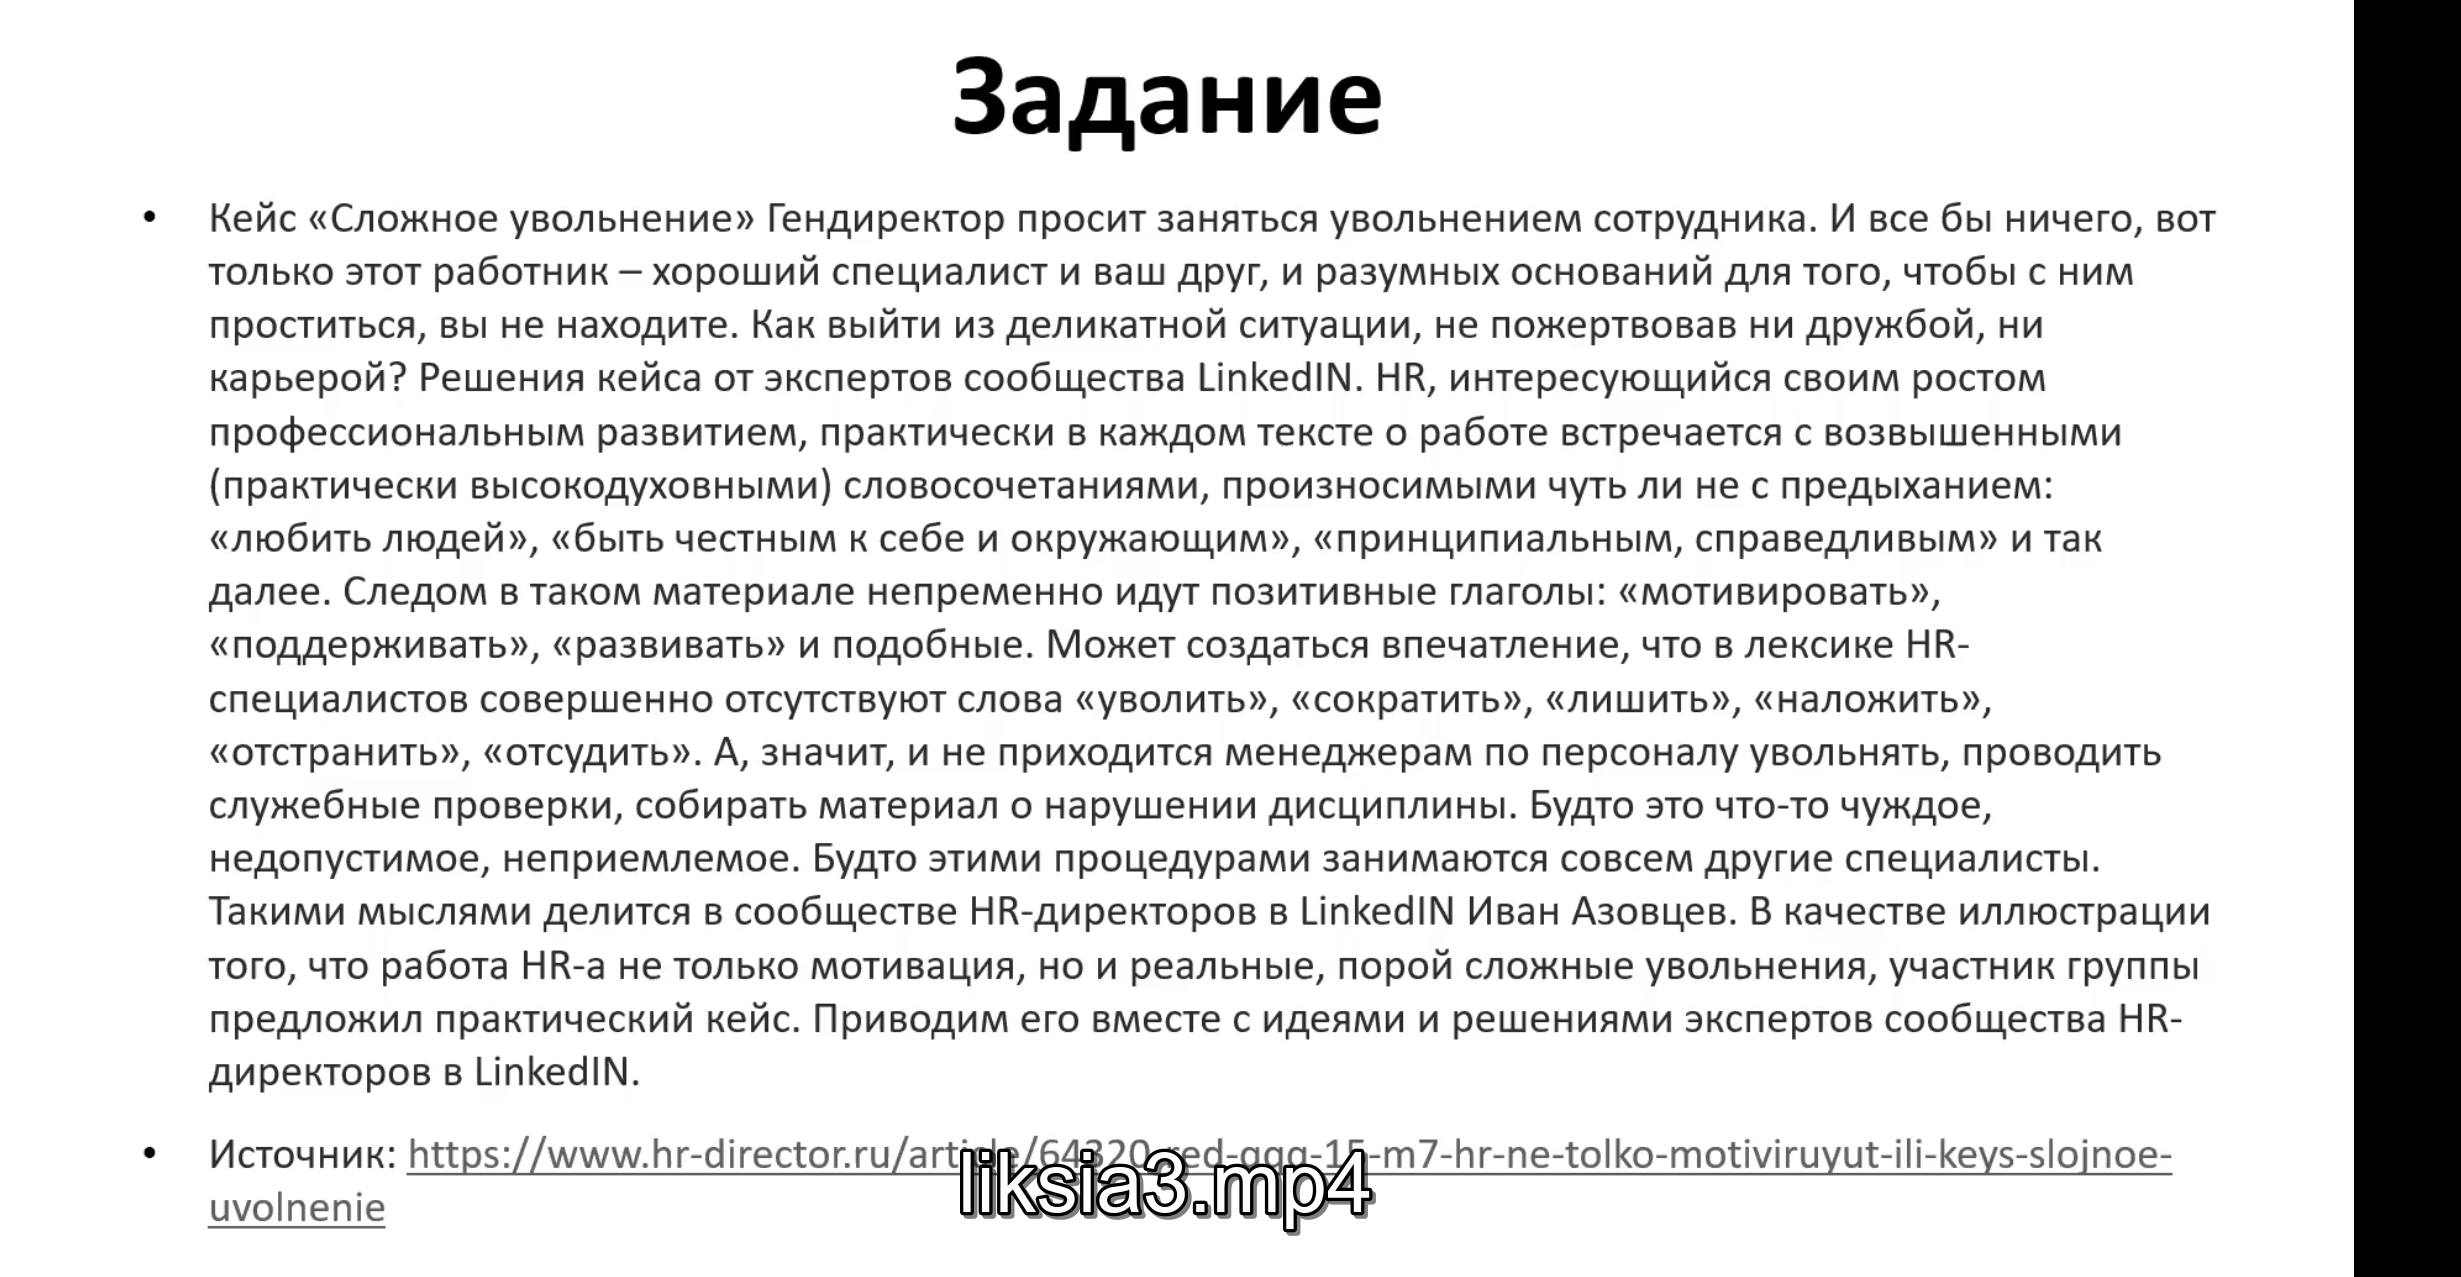 Задание
• Кейс «Сложное увольнение» Гендиректор просит заняться увольнением сотрудника. И все бы ничего, вот
только этот работник – хороший специалист и ваш друг, и разумных оснований для того, чтобы с ним
проститься, вы не находите. Как выйти из деликатной ситуации, не пожертвовав ни дружбой, ни
карьерой? Решения кейса от экспертов сообщества LinkedIN. HR, интересующийся своим ростом
профессиональным развитием, практически в каждом тексте о работе встречается с возвышенными
(практически высокодуховными) словосочетаниями, произносимыми чуть ли не с предыханием:
«любить людей», «быть честным к себе и окружающим», «принципиальным, справедливым» и так
далее. Следом в таком материале непременно идут позитивные глаголы: «мотивировать»,
«поддерживать», «развивать» и подобные. Может создаться впечатление, что в лексике HR-
специалистов совершенно отсутствуют слова «уволить», «сократить», «лишить», «наложить»,
«отстранить», «отсудить». А, значит, и не приходится менеджерам по персоналу увольнять, проводить
служебные проверки, собирать материал о нарушении дисциплины. Будто это что-то чуждое,
недопустимое, неприемлемое. Будто этими процедурами занимаются совсем другие специалисты.
Такими мыслями делится в сообществе HR-директоров в LinkedIN Иван Азовцев. В качестве иллюстрации
того, что работа HR-а не только мотивация, но и реальные, порой сложные увольнения, участник группы
предложил практический кейс. Приводим его вместе с идеями и решениями экспертов сообщества HR-
директоров в LinkedIN.
• Источник: https://www.hr-director.ru/article/64320-red-qqq-15-m7-hr-ne-tolko-motiviruyut-ili-keys-slojnoe-
uvolnenie
liksia3.mp4